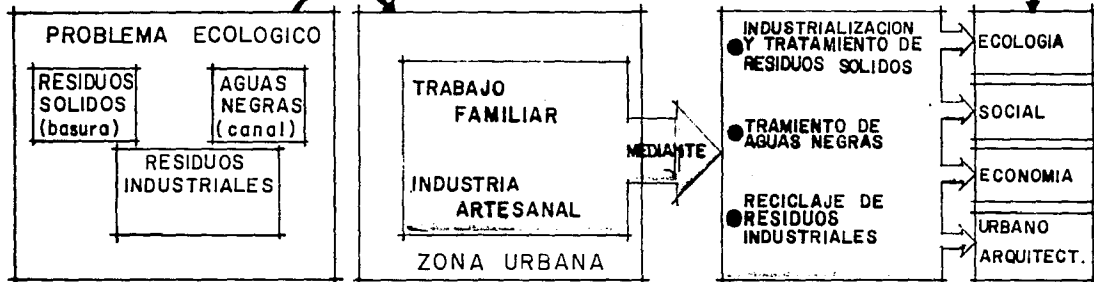 PROBLEMA ECOLOGICO
RESIDUOS
SOLIDOS
(basura)
AGUAS
NEGRAS
(canal)
RESIDUOS
INDUSTRIALES
TRABAJO
FAMILIAR
INDUSTRIA
ARTESANAL
ZONA URBANA
MEDIANTE
INDUSTRIALIZACION
Y TRATAMIENTO DE
RESIDUOS SOLIDOS
TRAMIENTO DE
AGUAS NEGRAS
RECICLAJE DE
RESIDUOS
INDUSTRIALES
ECOLOGIA
SOCIAL
ECONOMIA
URBANO
ARQUITECT.